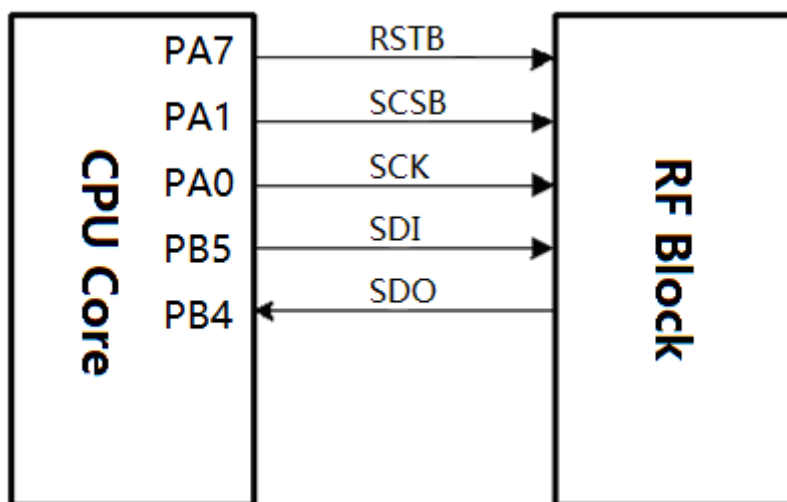 CPU Core
PA7
RSTB
PA1
SCSB
PA0
SCK
PB5
SDI
PB4
SDO
RF Block